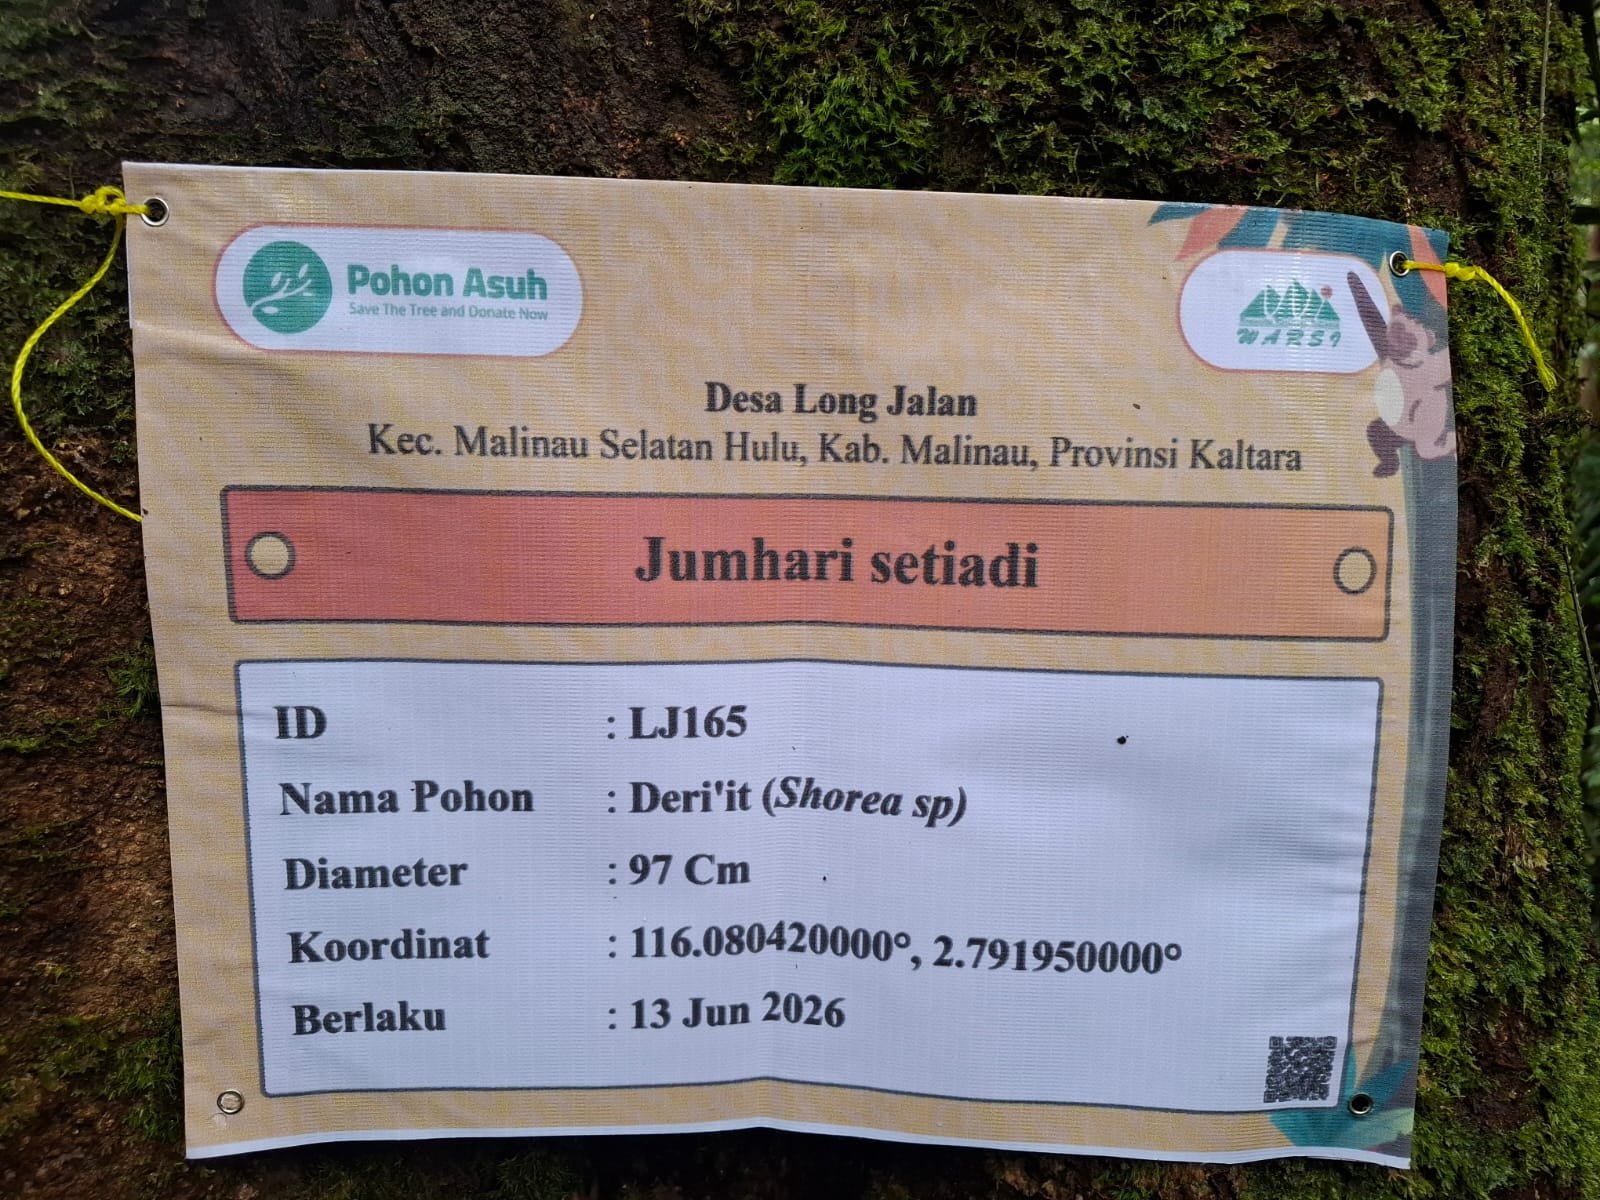 Pohon Asuh
Save The Tree and Donate Now
WARSI
Desa Long Jalan
Kec. Malinau Selatan Hulu, Kab. Malinau, Provinsi Kaltara
Jumhari setiadi
ID : LJ165
Nama Pohon : Deri'it (Shorea sp)
Diameter : 97 Cm
Koordinat : 116.080420000°, 2.791950000°
Berlaku : 13 Jun 2026